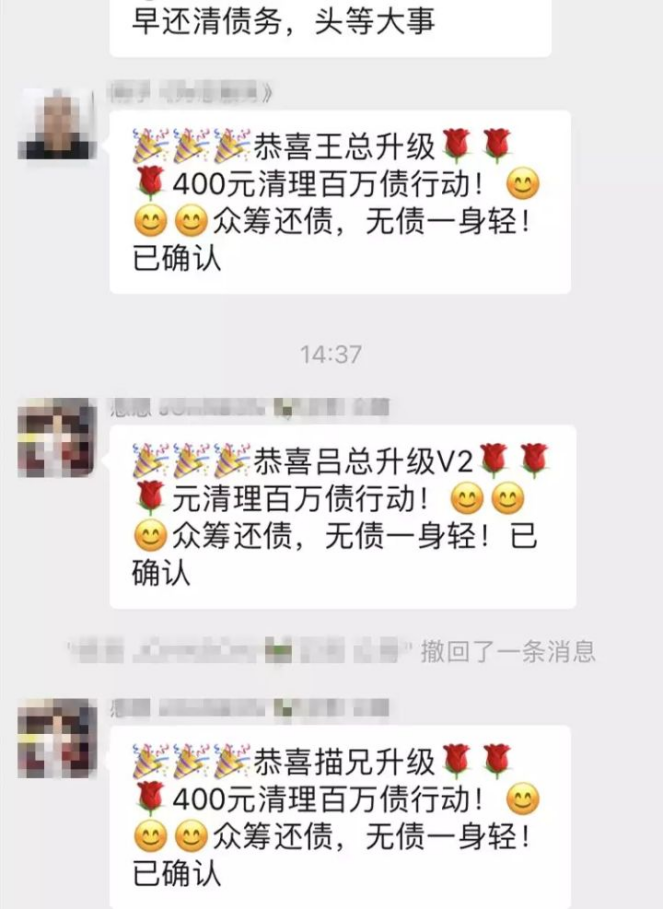 早还清债务，头等大事
🎉🎉🎉恭喜王总升级🌹🌹
🌹400元清理百万债行动！😊
😊😊众筹还债，无债一身轻！
已确认
14:37
🎉🎉🎉恭喜吕总升级V2🌹🌹
🌹元清理百万债行动！😊😊
😊众筹还债，无债一身轻！已
确认
撤回了一条消息
🎉🎉🎉恭喜描兄升级🌹🌹
🌹400元清理百万债行动！😊
😊😊众筹还债，无债一身轻！
已确认